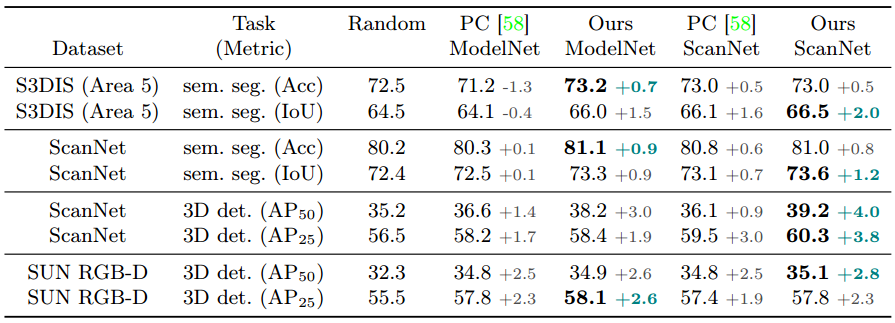 Task Random PC [58] Ours PC [58] Ours
Dataset (Metric) ModelNet ModelNet ScanNet ScanNet
S3DIS (Area 5) sem. seg. (Acc) 72.5 71.2 -1.3 73.2 +0.7 73.0 +0.5 73.0 +0.5
S3DIS (Area 5) sem. seg. (IoU) 64.5 64.1 -0.4 66.0 +1.5 66.1 +1.6 66.5 +2.0
ScanNet sem. seg. (Acc) 80.2 80.3 +0.1 81.1 +0.9 80.8 +0.6 81.0 +0.8
ScanNet sem. seg. (IoU) 72.4 72.5 +0.1 73.3 +0.9 73.1 +0.7 73.6 +1.2
ScanNet 3D det. (AP50) 35.2 36.6 +1.4 38.2 +3.0 36.1 +0.9 39.2 +4.0
ScanNet 3D det. (AP25) 56.5 58.2 +1.7 58.4 +1.9 59.5 +3.0 60.3 +3.8
SUN RGB-D 3D det. (AP50) 32.3 34.8 +2.5 34.9 +2.6 34.8 +2.5 35.1 +2.8
SUN RGB-D 3D det. (AP25) 55.5 57.8 +2.3 58.1 +2.6 57.4 +1.9 57.8 +2.3